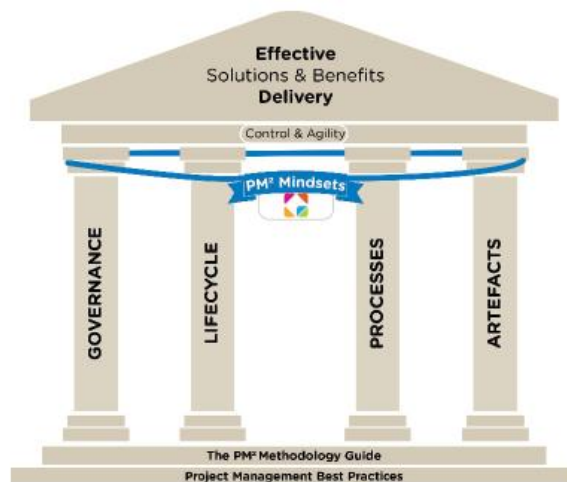 Effective
Solutions & Benefits
Delivery
Control & Agility
PM² Mindsets
GOVERNANCE
LIFECYCLE
PROCESSES
ARTEFACTS
The PM² Methodology Guide
Project Management Best Practices